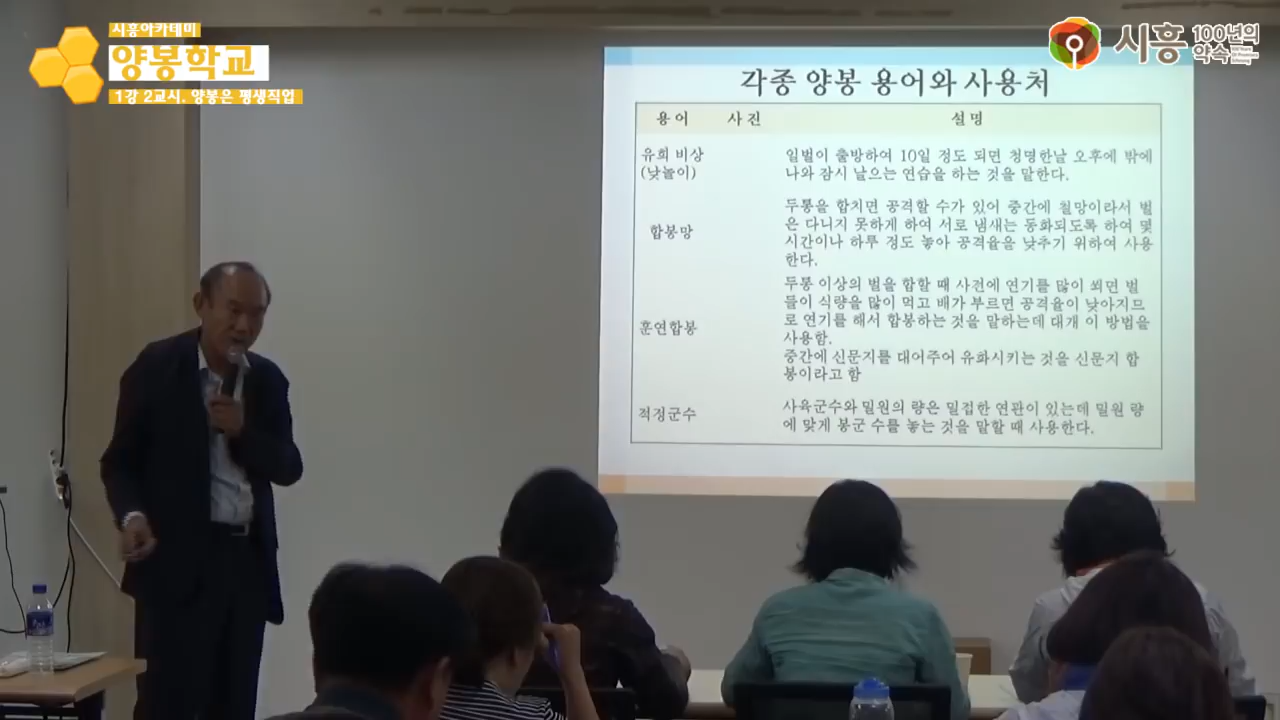 시흥아카데미
양봉학교
1강 2교시. 양봉은 평생직업
시흥 100년의 약속
각종 양봉 용어와 사용처
용어 사진 설명
유희 비상
(낮놀이)
일벌이 출방하여 10일 정도 되면 청명한날 오후에 밖에
나와 잠시 날으는 연습을 하는 것을 말한다.
합봉망
두통을 합치면 공격할 수가 있어 중간에 철망이라서 벌
은 다니지 못하게 하여 서로 냄새는 동화되도록 하여 몇
시간이나 하루 정도 놓아 공격율을 낮추기 위하여 사용
한다.
훈연합봉
두통 이상의 벌을 합할 때 사전에 연기를 많이 쐬면 벌
들이 식량을 많이 먹고 배가 부르면 공격율이 낮아지므
로 연기를 해서 합봉하는 것을 말하는데 대개 이 방법을
사용함.
중간에 신문지를 대어주어 유화시키는 것을 신문지 합
봉이라고 함
적정군수
사육군수와 밀원의 량은 밀접한 연관이 있는데 밀원 량
에 맞게 봉군 수를 놓는 것을 말할 때 사용한다.